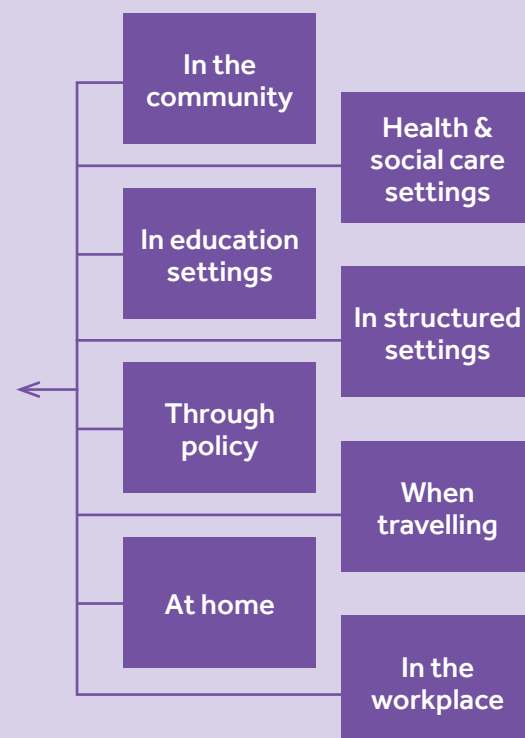 In the
community
Health &
social care
settings
In education
settings
In structured
settings
Through
policy
When
travelling
At home
In the
workplace